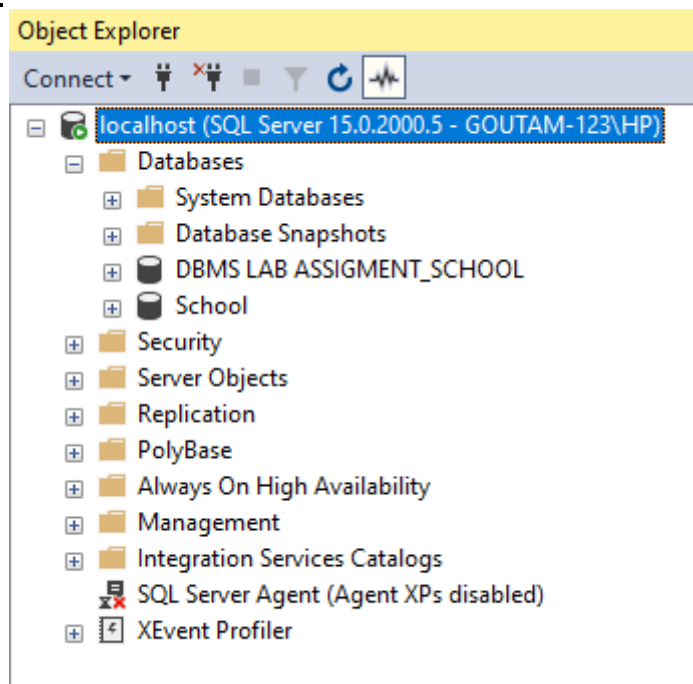 Object Explorer
Connect
localhost (SQL Server 15.0.2000.5 - GOUTAM-123\HP)
Databases
System Databases
Database Snapshots
DBMS LAB ASSIGMENT_SCHOOL
School
Security
Server Objects
Replication
PolyBase
Always On High Availability
Management
Integration Services Catalogs
SQL Server Agent (Agent XPs disabled)
XEvent Profiler